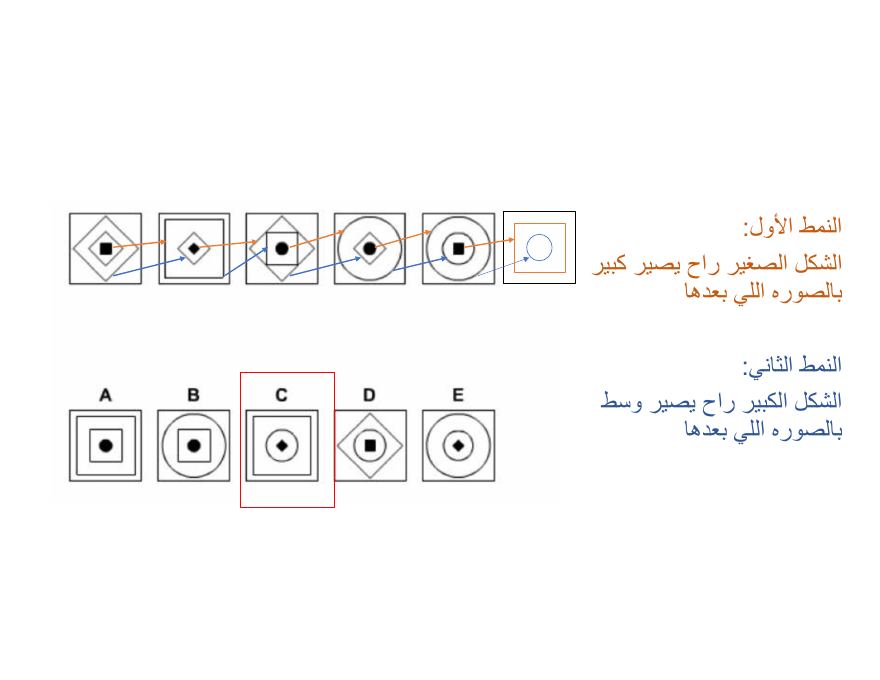 النمط الأول:
الشكل الصغير راح يصير كبير
بالصوره اللي بعدها
النمط الثاني:
الشكل الكبير راح يصير وسط
بالصوره اللي بعدها
A B C D E